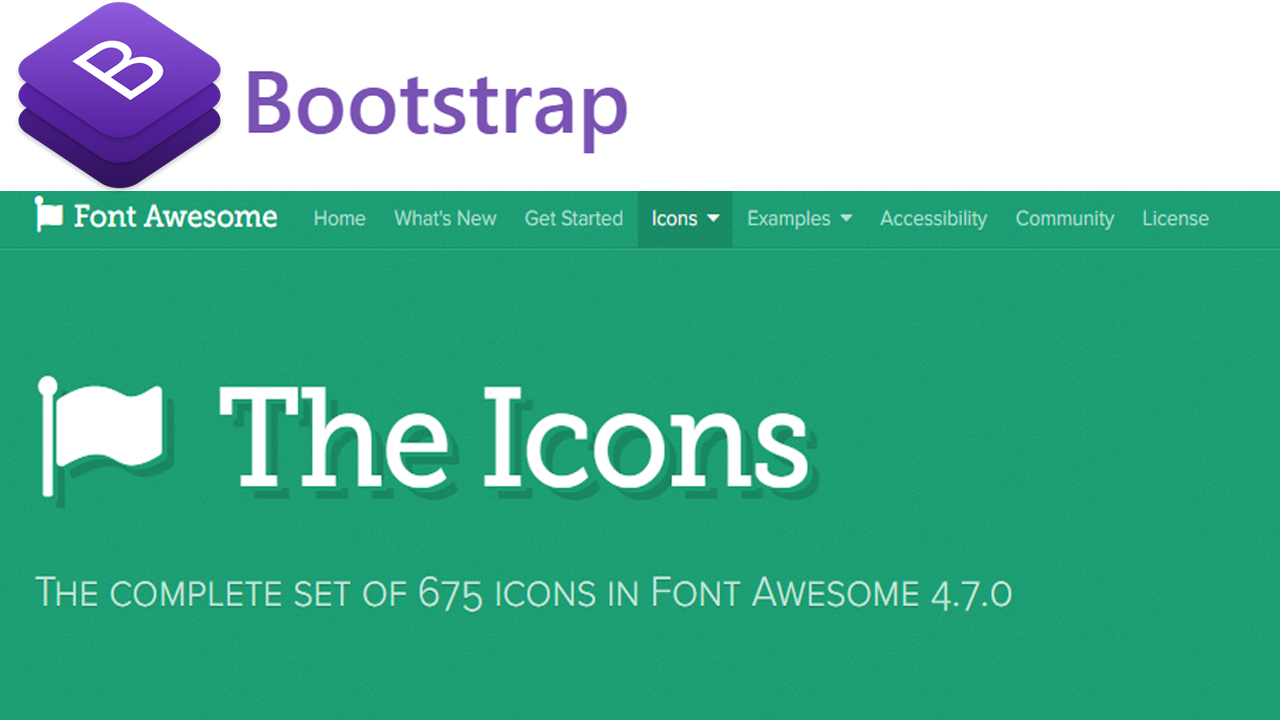 B
Bootstrap
Font Awesome Home What's New Get Started Icons Examples Accessibility Community License
The Icons
The complete set of 675 icons in Font Awesome 4.7.0